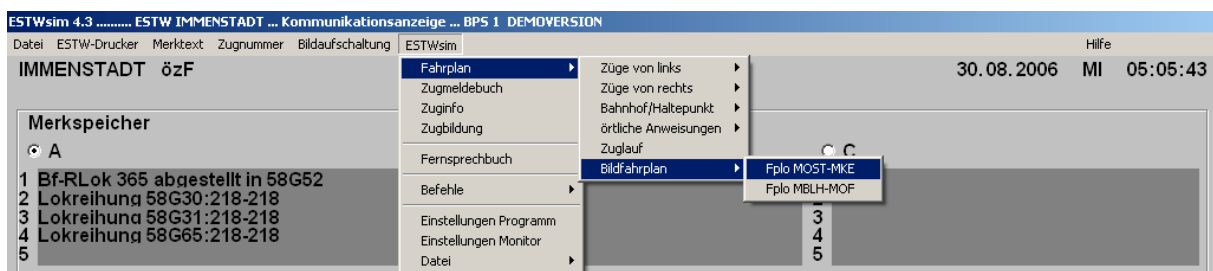 ESTWsim 4.3 ......... ESTW IMMENSTADT ... Kommunikationsanzeige ... BPS 1 DEMOVERSION
Datei ESTW-Drucker Merktext Zugnummer Bildaufschaltung ESTWsim Hilfe
IMMENSTADT özF 30.08.2006 MI 05:05:43
Fahrplan
Zugmeldebuch
Zuginfo
Zugbildung
Fernsprechbuch
Befehle
Einstellungen Programm
Einstellungen Monitor
Datei
Züge von links
Züge von rechts
Bahnhof/Haltepunkt
örtliche Anweisungen
Zuglauf
Bildfahrplan
Fplo MOST-MKE
Fplo MBLH-MOF
Merkspeicher
A
1 Bf-RLok 365 abgestellt in 58G52
2 Lokreihung 58G30:218-218
3 Lokreihung 58G31:218-218
4 Lokreihung 58G65:218-218
5
C
3
4
5